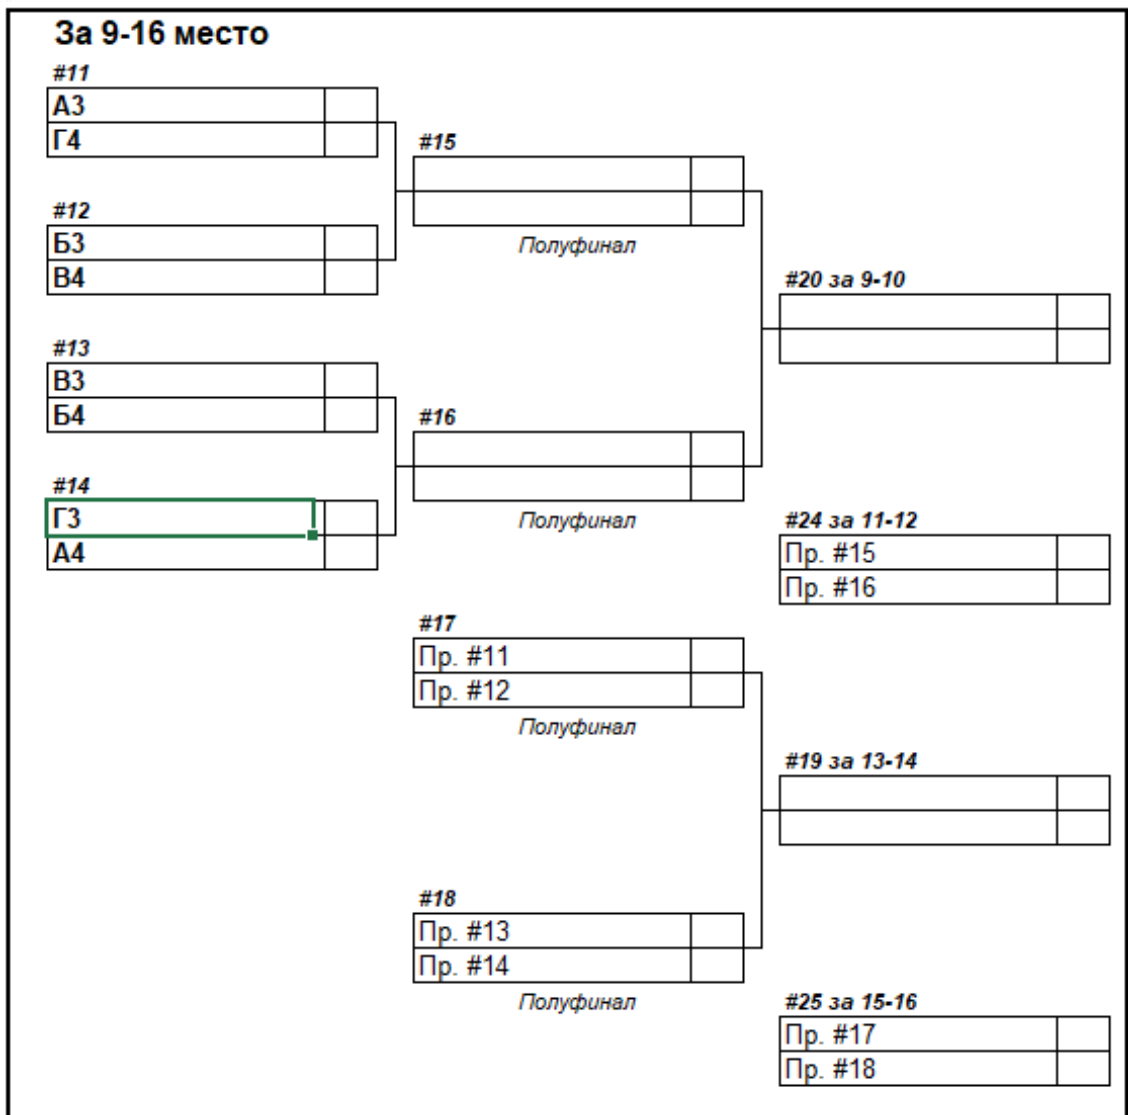 За 9-16 место
#11
А3
Г4
#12
Б3
В4
#13
В3
Б4
#14
Г3
А4
#15
Полуфинал
#16
Полуфинал
#17
Пр. #11
Пр. #12
Полуфинал
#18
Пр. #13
Пр. #14
Полуфинал
#20 за 9-10
#24 за 11-12
Пр. #15
Пр. #16
#19 за 13-14
#25 за 15-16
Пр. #17
Пр. #18